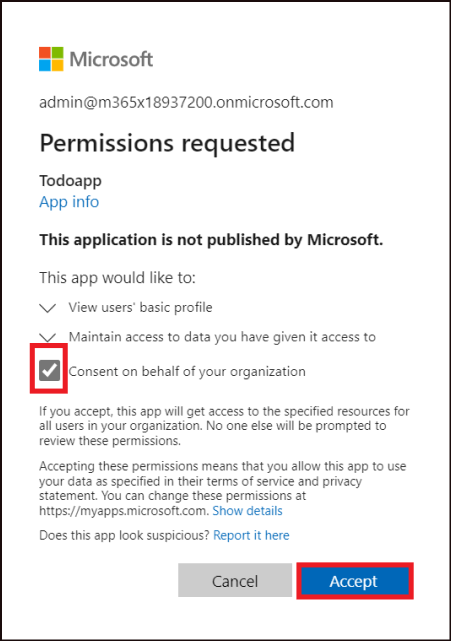 Microsoft
admin@m365x18937200.onmicrosoft.com
Permissions requested
Todoapp
App info
This application is not published by Microsoft.
This app would like to:
View users' basic profile
Maintain access to data you have given it access to
Consent on behalf of your organization
If you accept, this app will get access to the specified resources for
all users in your organization. No one else will be prompted to
review these permissions.
Accepting these permissions means that you allow this app to use
your data as specified in their terms of service and privacy
statement. You can change these permissions at
https://myapps.microsoft.com. Show details
Does this app look suspicious? Report it here
Cancel Accept